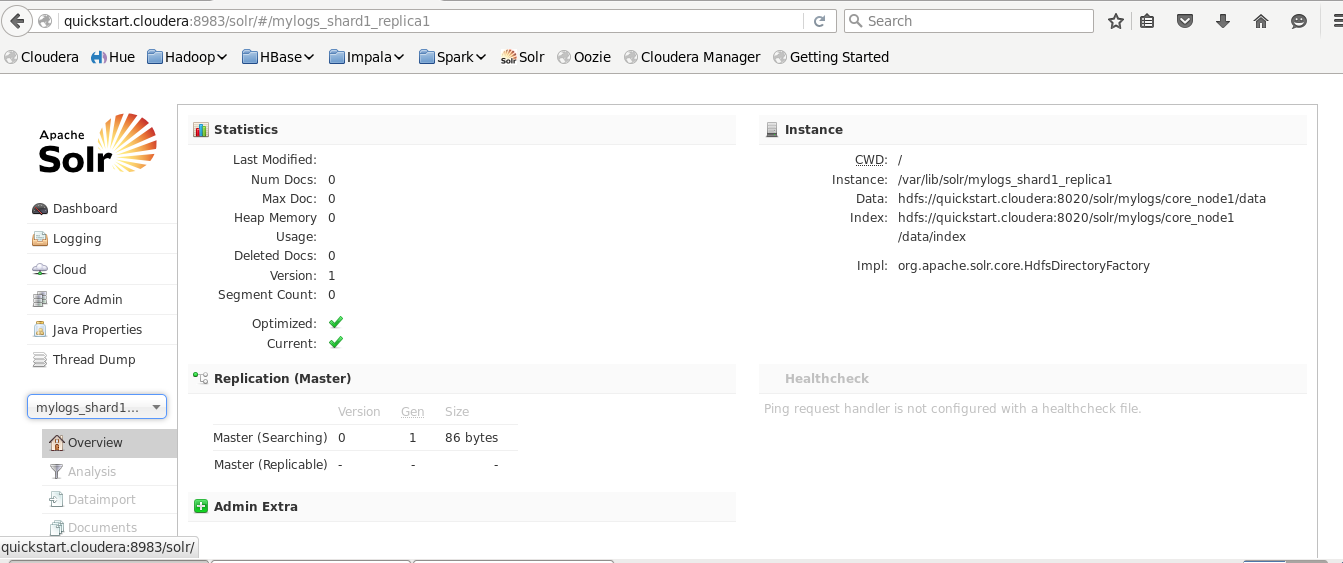 quickstart.cloudera:8983/solr/#/mylogs_shard1_replica1
Search
Cloudera Hue Hadoop HBase Impala Spark Solr Solr Oozie Cloudera Manager Getting Started
Apache
Solr
Dashboard
Logging
Cloud
Core Admin
Java Properties
Thread Dump
mylogs_shard1...
Overview
Analysis
Dataimport
Documents
quickstart.cloudera:8983/solr/
Statistics
Last Modified:
Num Docs: 0
Max Doc: 0
Heap Memory 0
Usage:
Deleted Docs: 0
Version: 1
Segment Count: 0
Optimized:
Current:
Replication (Master)
Version Gen Size
Master (Searching) 0 1 86 bytes
Master (Replicable) - - -
Admin Extra
Instance
CWD: /
Instance: /var/lib/solr/mylogs_shard1_replica1
Data: hdfs://quickstart.cloudera:8020/solr/mylogs/core_node1/data
Index: hdfs://quickstart.cloudera:8020/solr/mylogs/core_node1
/data/index
Impl: org.apache.solr.core.HdfsDirectoryFactory
Healthcheck
Ping request handler is not configured with a healthcheck file.